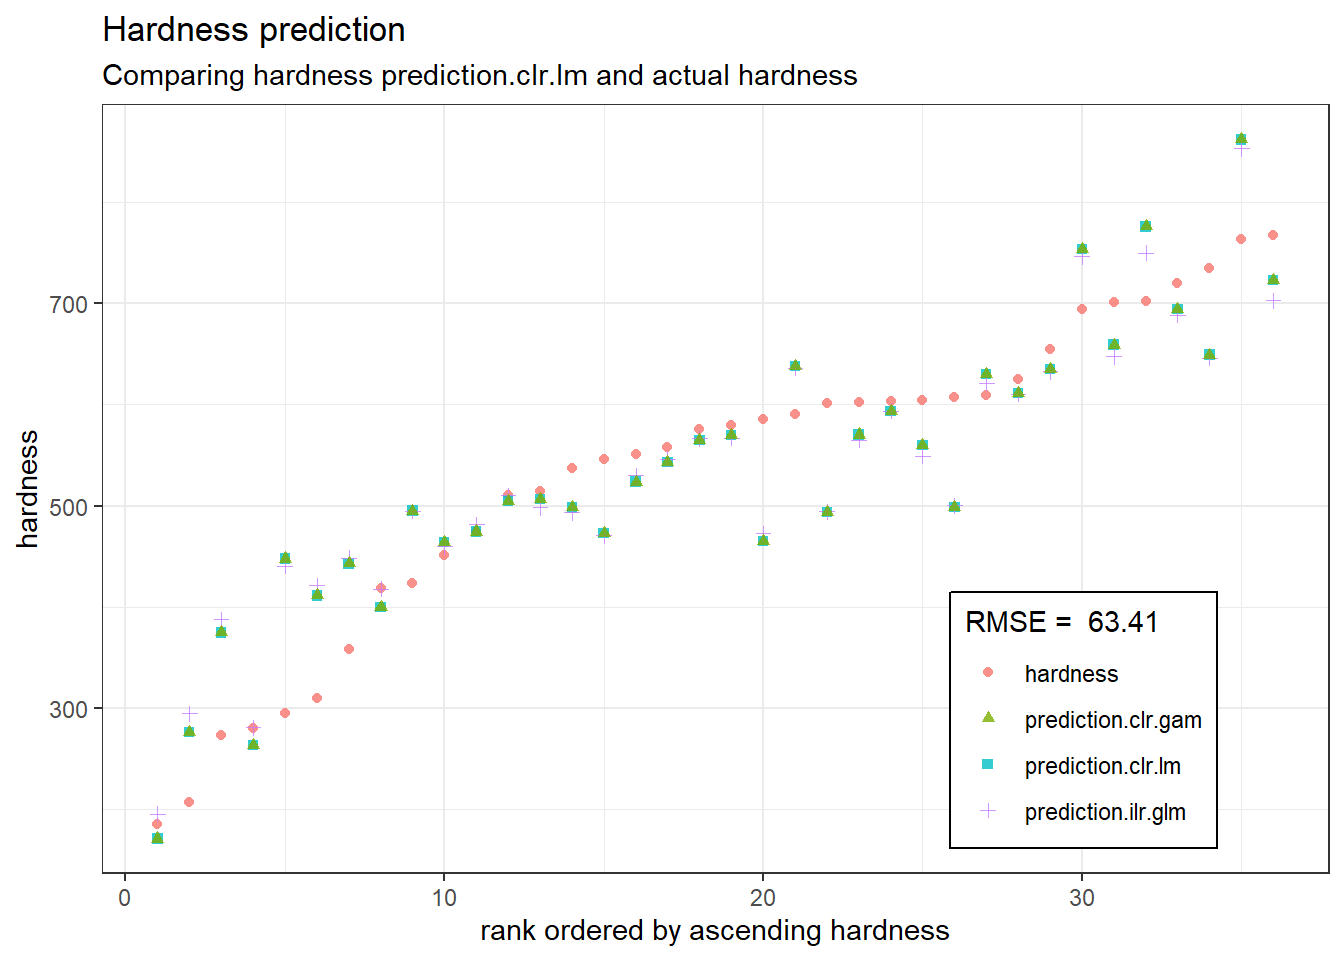 Hardness prediction
Comparing hardness prediction.clr.lm and actual hardness
hardness
700
500
300
0
10
20
30
rank ordered by ascending hardness
RMSE =  63.41
hardness
prediction.clr.gam
prediction.clr.lm
prediction.ilr.glm